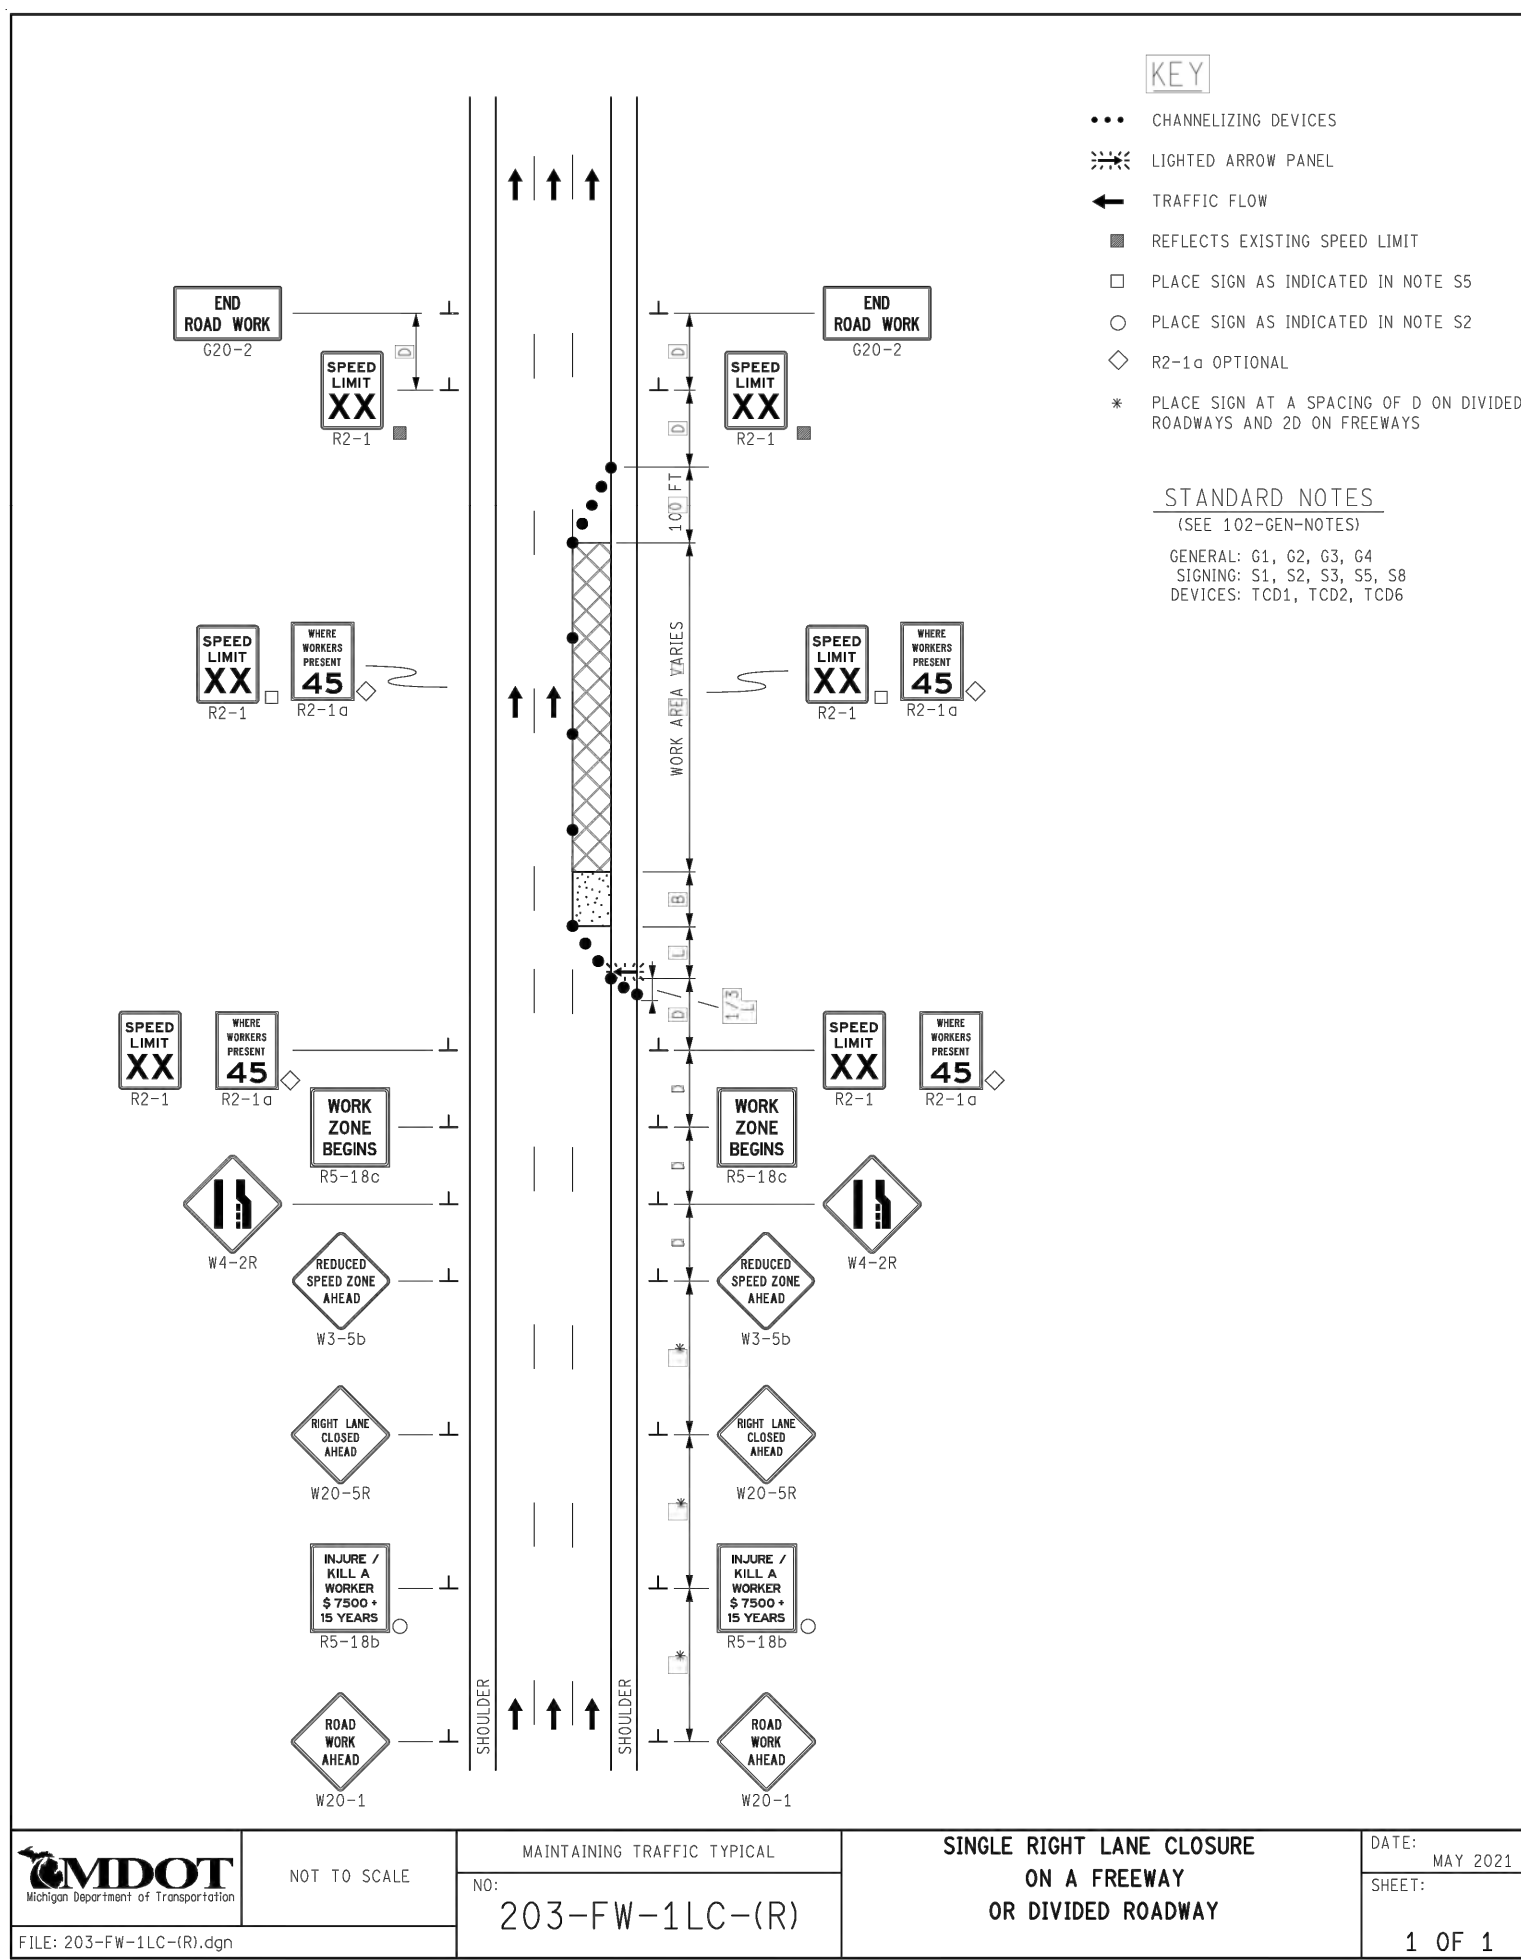 KEY
CHANNELIZING DEVICES
LIGHTED ARROW PANEL
TRAFFIC FLOW
REFLECTS EXISTING SPEED LIMIT
PLACE SIGN AS INDICATED IN NOTE S5
PLACE SIGN AS INDICATED IN NOTE S2
R2-1a OPTIONAL
* PLACE SIGN AT A SPACING OF D ON DIVIDED
ROADWAYS AND 2D ON FREEWAYS
STANDARD NOTES
(SEE 102-GEN-NOTES)
GENERAL: G1, G2, G3, G4
SIGNING: S1, S2, S3, S5, S8
DEVICES: TCD1, TCD2, TCD6
END
ROAD WORK
G20-2
D
SPEED
LIMIT
XX
R2-1
END
ROAD WORK
G20-2
D
SPEED
LIMIT
XX
R2-1
D
100 FT
SPEED
LIMIT
XX
R2-1
WHERE
WORKERS
PRESENT
45
R2-1a
WORK AREA VARIES
SPEED
LIMIT
XX
R2-1
WHERE
WORKERS
PRESENT
45
R2-1a
B
L
1/3 L
D
SPEED
LIMIT
XX
R2-1
WHERE
WORKERS
PRESENT
45
R2-1a
SPEED
LIMIT
XX
R2-1
WHERE
WORKERS
PRESENT
45
R2-1a
D
WORK
ZONE
BEGINS
R5-18c
WORK
ZONE
BEGINS
R5-18c
D
W4-2R
W4-2R
D
REDUCED
SPEED ZONE
AHEAD
W3-5b
REDUCED
SPEED ZONE
AHEAD
W3-5b
*
RIGHT LANE
CLOSED
AHEAD
W20-5R
RIGHT LANE
CLOSED
AHEAD
W20-5R
*
INJURE /
KILL A
WORKER
$ 7500 +
15 YEARS
R5-18b
INJURE /
KILL A
WORKER
$ 7500 +
15 YEARS
R5-18b
*
SHOULDER
SHOULDER
ROAD
WORK
AHEAD
W20-1
ROAD
WORK
AHEAD
W20-1
MDOT
Michigan Department of Transportation
FILE: 203-FW-1LC-(R).dgn
NOT TO SCALE
MAINTAINING TRAFFIC TYPICAL
NO:
203-FW-1LC-(R)
SINGLE RIGHT LANE CLOSURE
ON A FREEWAY
OR DIVIDED ROADWAY
DATE:
MAY 2021
SHEET:
1 OF 1